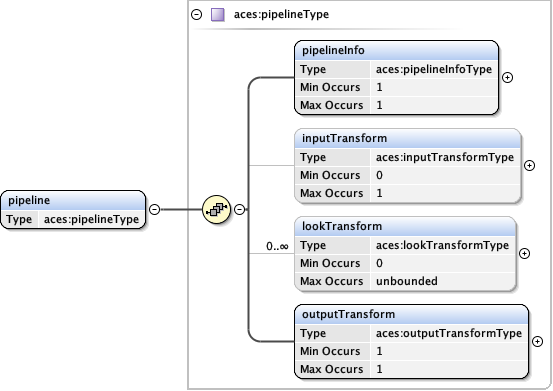 aces:pipelineType
pipelineInfo
Type aces:pipelineInfoType
Min Occurs 1
Max Occurs 1
inputTransform
Type aces:inputTransformType
Min Occurs 0
Max Occurs 1
pipeline
Type aces:pipelineType
0..∞
lookTransform
Type aces:lookTransformType
Min Occurs 0
Max Occurs unbounded
outputTransform
Type aces:outputTransformType
Min Occurs 1
Max Occurs 1